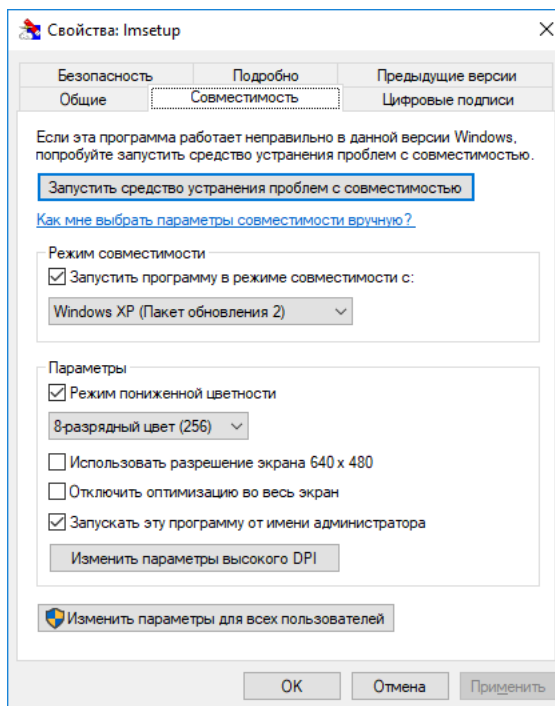 Свойства: Imsetup
Безопасность
Подробно
Предыдущие версии
Общие
Совместимость
Цифровые подписи
Если эта программа работает неправильно в данной версии Windows,
попробуйте запустить средство устранения проблем с совместимостью.
Запустить средство устранения проблем с совместимостью
Как мне выбрать параметры совместимости вручную?
Режим совместимости
Запустить программу в режиме совместимости с:
Windows XP (Пакет обновления 2)
Параметры
Режим пониженной цветности
8-разрядный цвет (256)
Использовать разрешение экрана 640 x 480
Отключить оптимизацию во весь экран
Запускать эту программу от имени администратора
Изменить параметры высокого DPI
Изменить параметры для всех пользователей
OK
Отмена
Применить